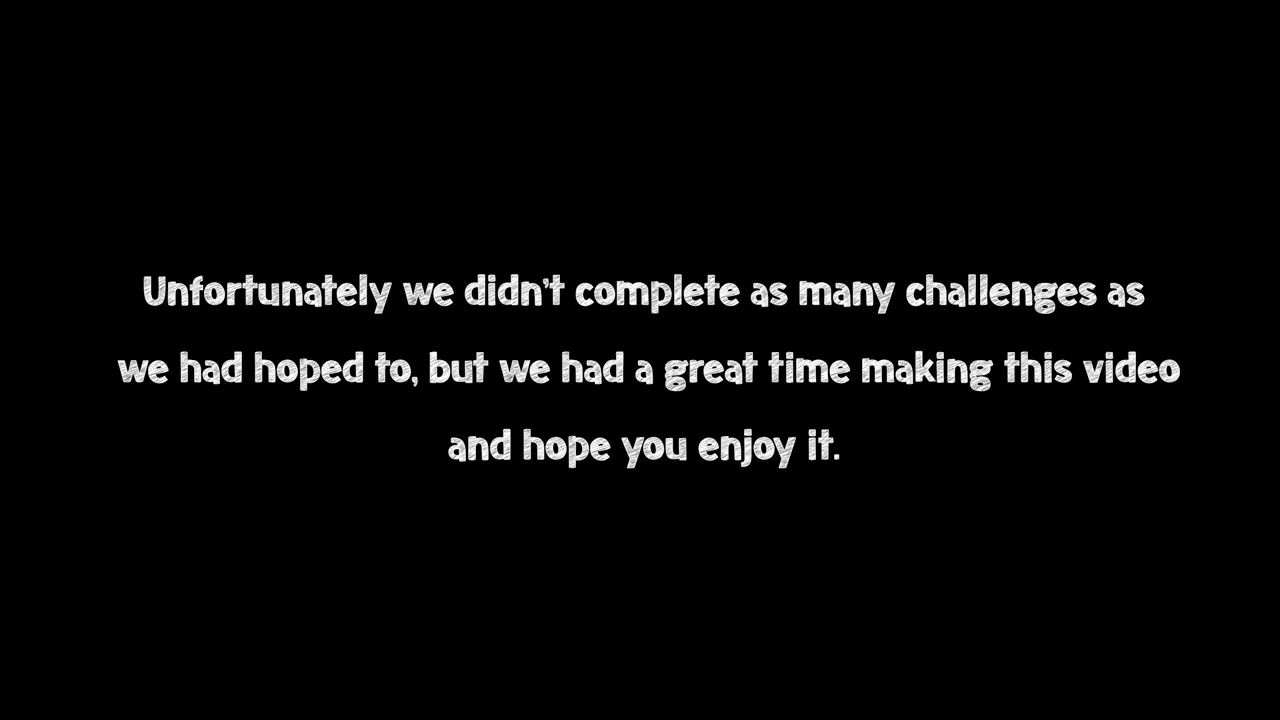 Unfortunately we didn't complete as many challenges as
we had hoped to, but we had a great time making this video
and hope you enjoy it.